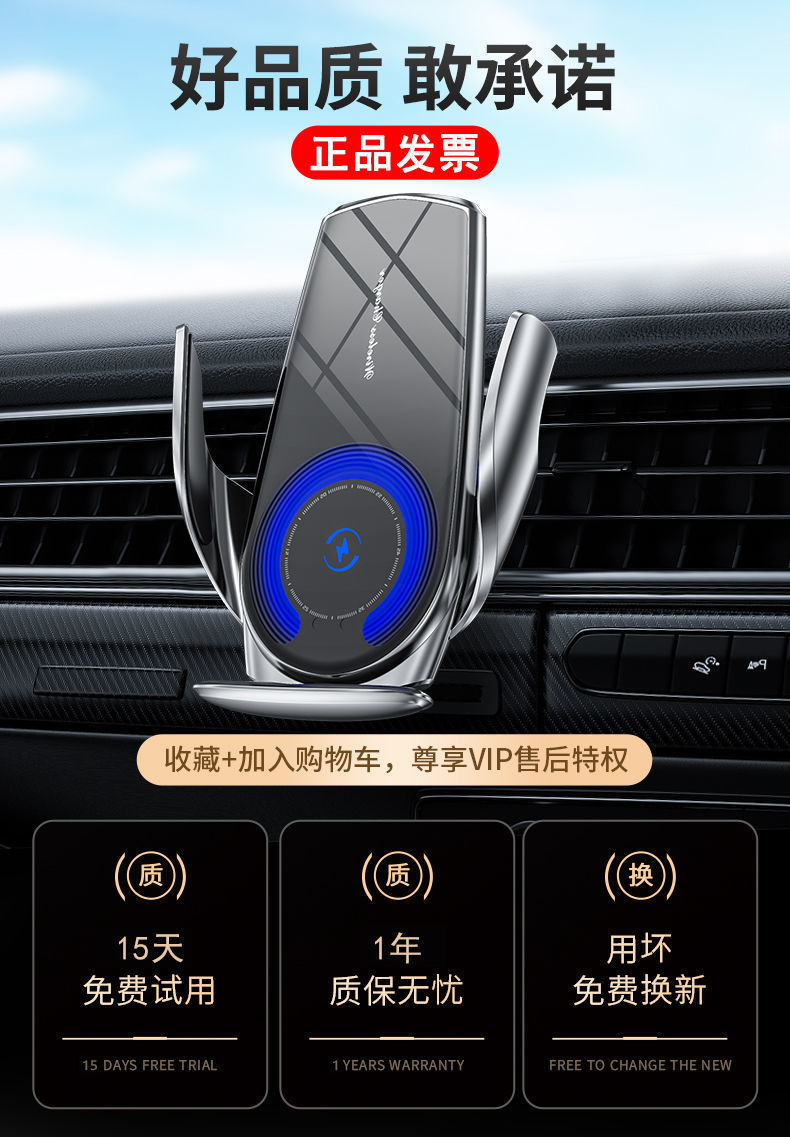 好品质 敢承诺
正品发票
收藏+加入购物车，尊享VIP售后特权
质
15天
免费试用
15 DAYS FREE TRIAL
质
1年
质保无忧
1 YEARS WARRANTY
换
用坏
免费换新
FREE TO CHANGE THE NEW